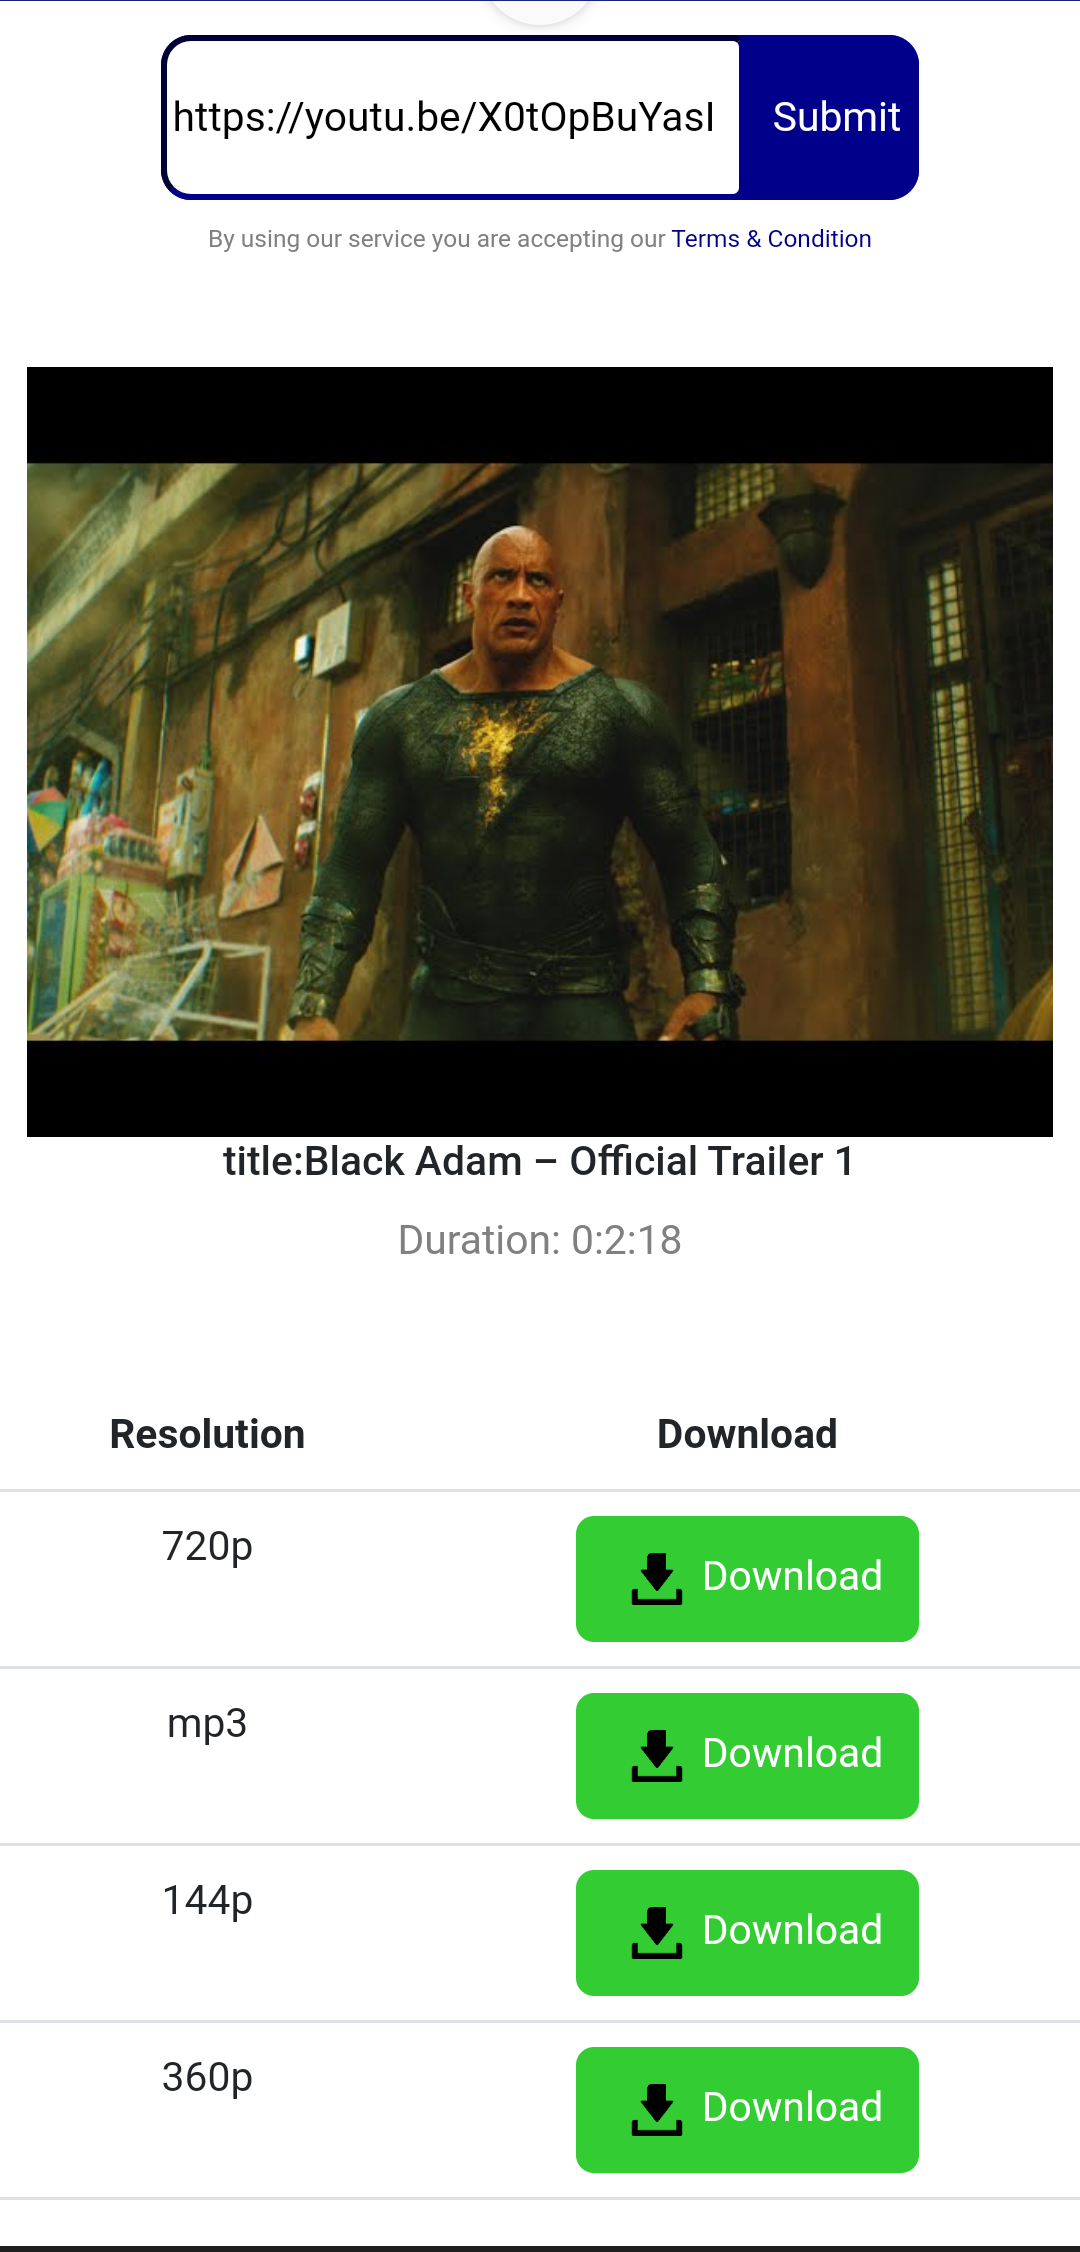 https://youtu.be/X0tOpBuYasI
Submit
By using our service you are accepting our Terms & Condition
title:Black Adam – Official Trailer 1
Duration: 0:2:18
Resolution Download
720p Download
mp3 Download
144p Download
360p Download